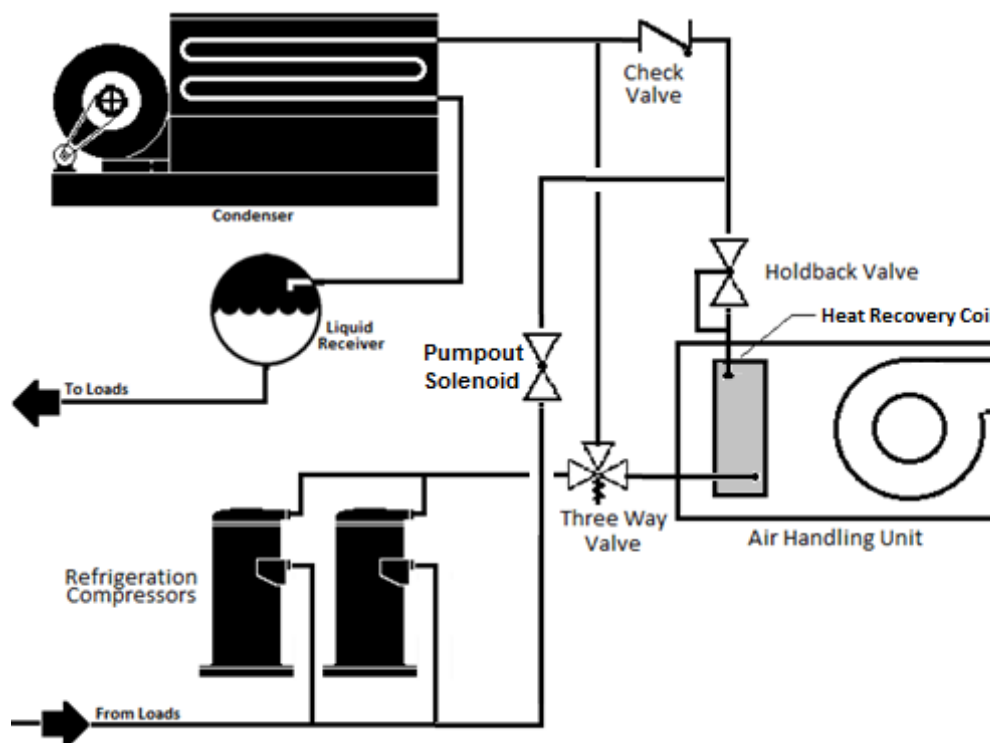 Check
Valve
Condenser
Holdback Valve
Heat Recovery Coi
Liquid
Receiver
Pumpout
Solenoid
To Loads
Three Way
Valve
Air Handling Unit
Refrigeration
Compressors
From Loads